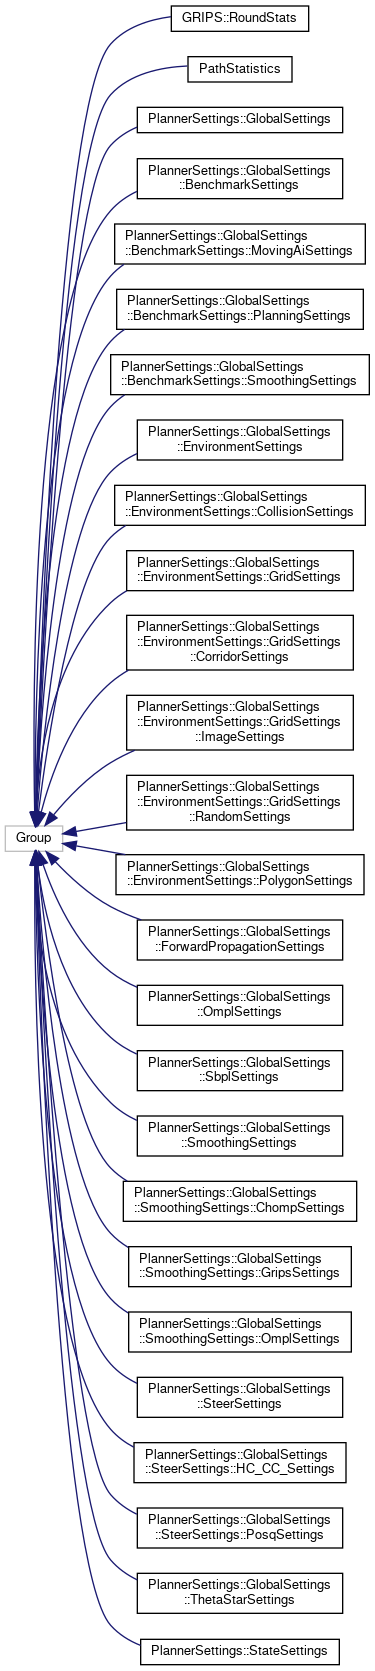 GRIPS::RoundStats
PathStatistics
PlannerSettings::GlobalSettings
PlannerSettings::GlobalSettings
::BenchmarkSettings
PlannerSettings::GlobalSettings
::BenchmarkSettings::MovingAiSettings
PlannerSettings::GlobalSettings
::BenchmarkSettings::PlanningSettings
PlannerSettings::GlobalSettings
::BenchmarkSettings::SmoothingSettings
PlannerSettings::GlobalSettings
::EnvironmentSettings
PlannerSettings::GlobalSettings
::EnvironmentSettings::CollisionSettings
PlannerSettings::GlobalSettings
::EnvironmentSettings::GridSettings
PlannerSettings::GlobalSettings
::EnvironmentSettings::GridSettings
::CorridorSettings
PlannerSettings::GlobalSettings
::EnvironmentSettings::GridSettings
::ImageSettings
PlannerSettings::GlobalSettings
::EnvironmentSettings::GridSettings
::RandomSettings
Group
PlannerSettings::GlobalSettings
::EnvironmentSettings::PolygonSettings
PlannerSettings::GlobalSettings
::ForwardPropagationSettings
PlannerSettings::GlobalSettings
::OmplSettings
PlannerSettings::GlobalSettings
::SbplSettings
PlannerSettings::GlobalSettings
::SmoothingSettings
PlannerSettings::GlobalSettings
::SmoothingSettings::ChompSettings
PlannerSettings::GlobalSettings
::SmoothingSettings::GripsSettings
PlannerSettings::GlobalSettings
::SmoothingSettings::OmplSettings
PlannerSettings::GlobalSettings
::SteerSettings
PlannerSettings::GlobalSettings
::SteerSettings::HC_CC_Settings
PlannerSettings::GlobalSettings
::SteerSettings::PosqSettings
PlannerSettings::GlobalSettings
::ThetaStarSettings
PlannerSettings::StateSettings